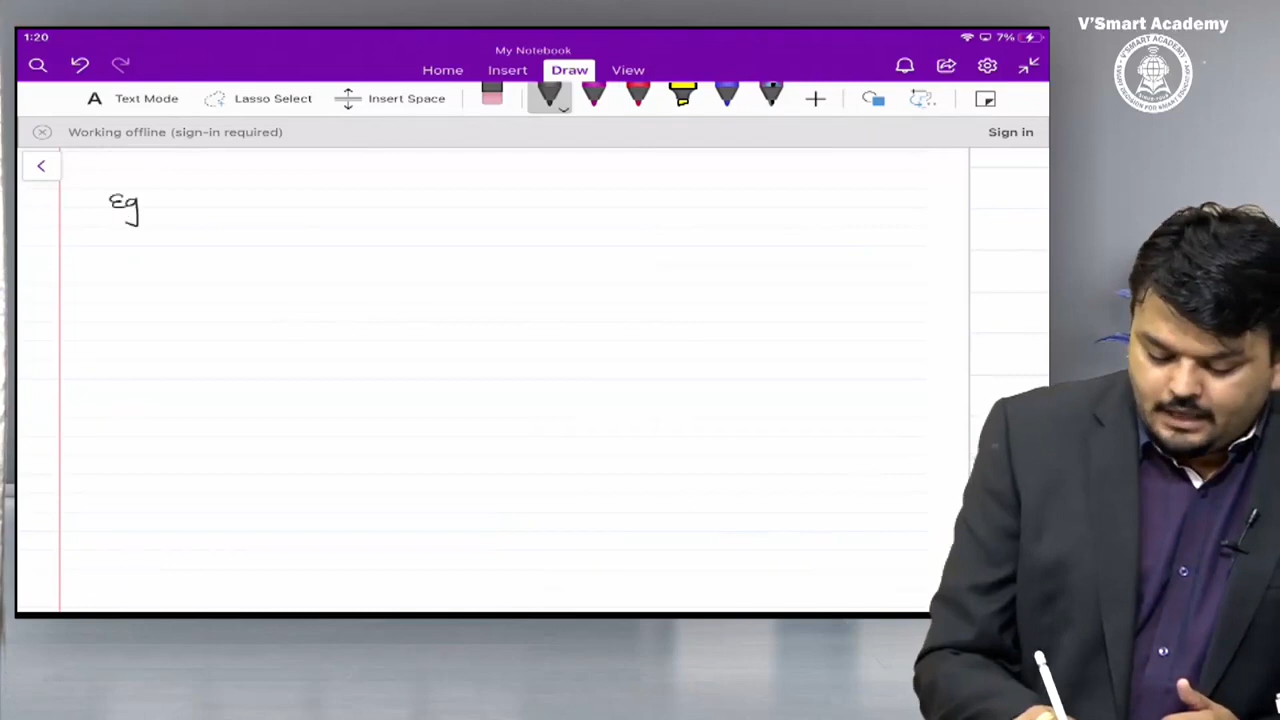 V'Smart Academy
1:20
7%
My Notebook
Home Insert Draw View
A Text Mode Lasso Select Insert Space
Working offline (sign-in required) Sign in
Eg